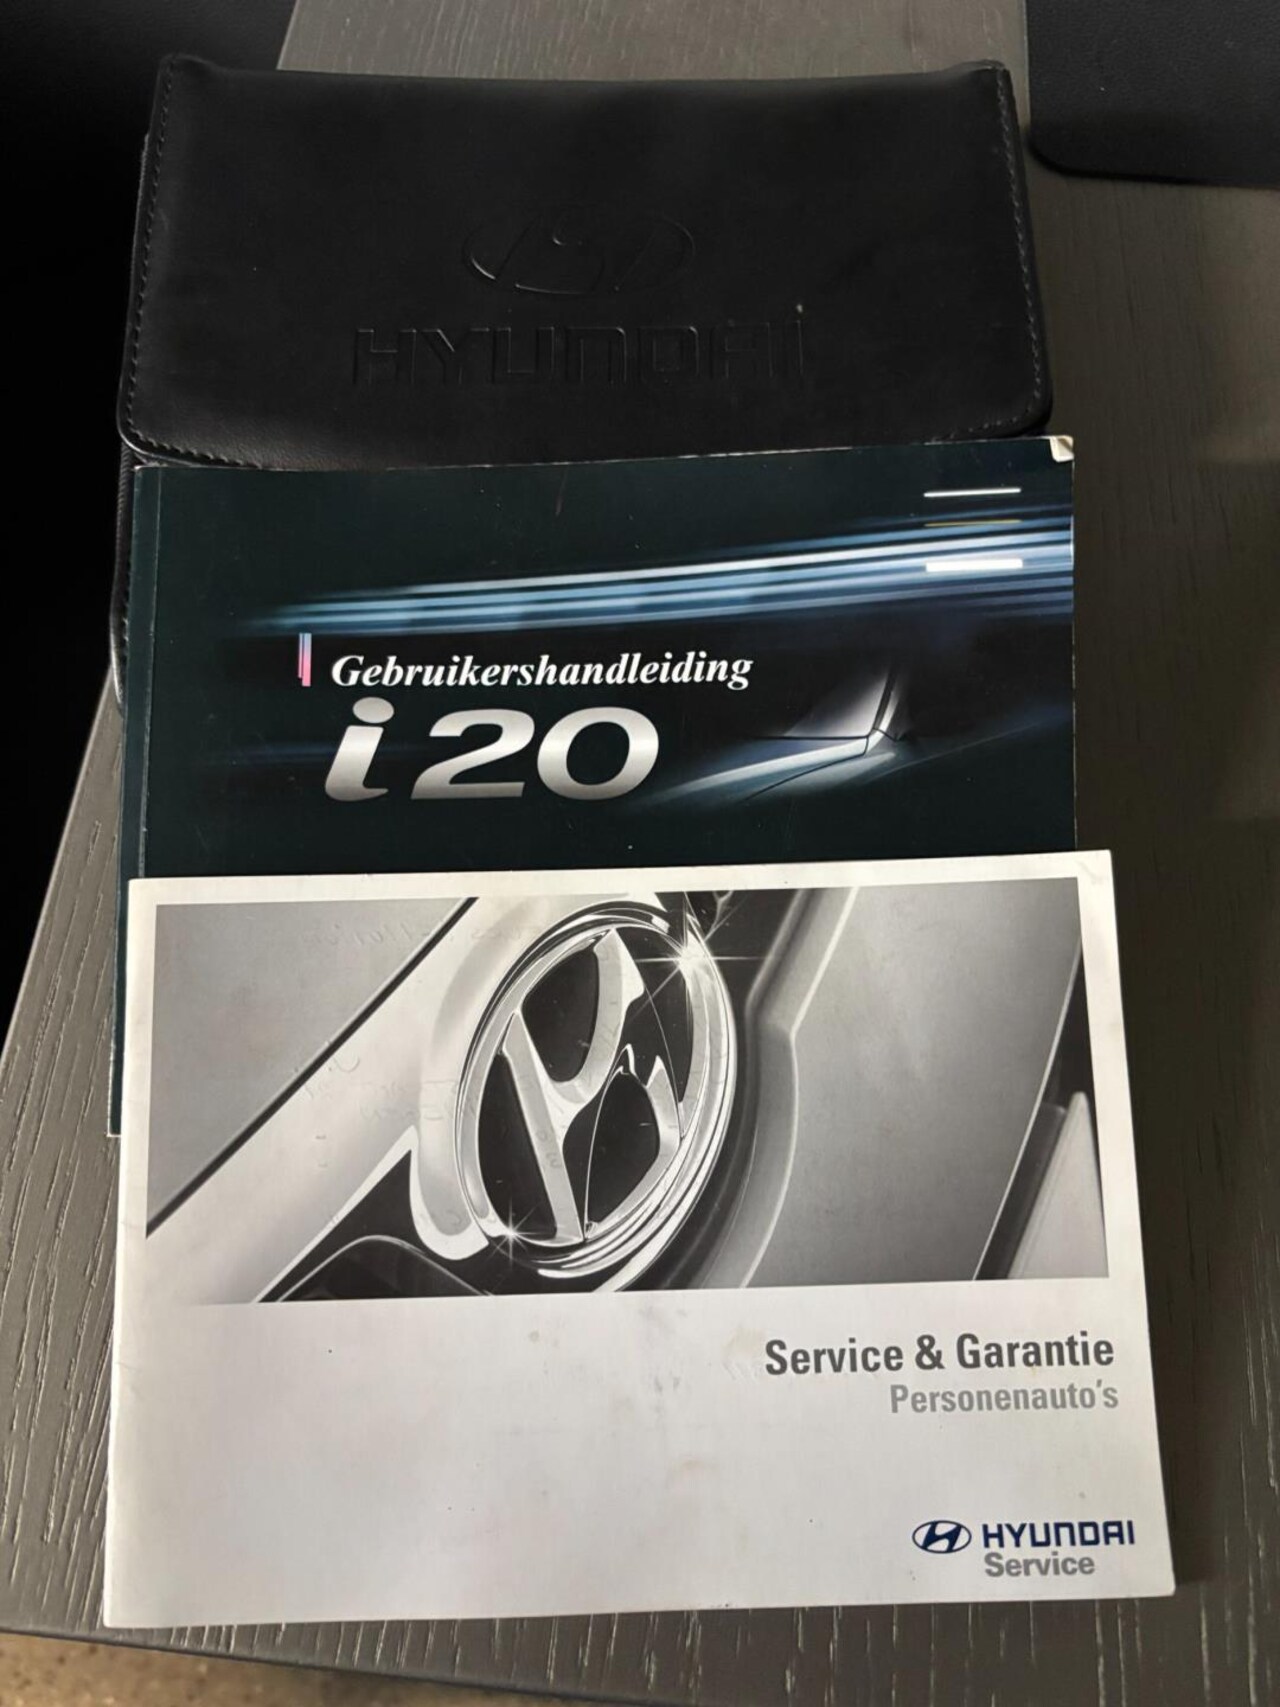 HYUNDAI
Gebruikershandleiding
i20
Service & Garantie
Personenauto's
HYUNDAI
Service